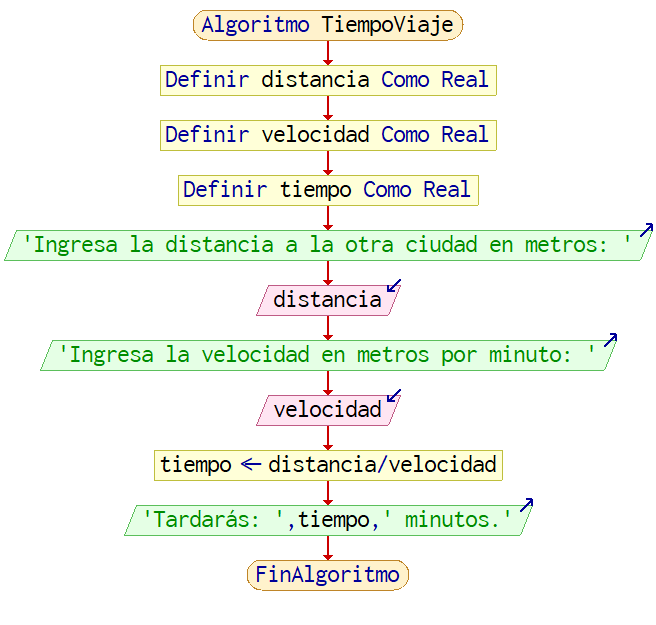 Algoritmo TiempoViaje
Definir distancia Como Real
Definir velocidad Como Real
Definir tiempo Como Real
'Ingresa la distancia a la otra ciudad en metros: '
distancia
'Ingresa la velocidad en metros por minuto: '
velocidad
tiempo ← distancia/velocidad
'Tardarás: ',tiempo,' minutos.'
FinAlgoritmo